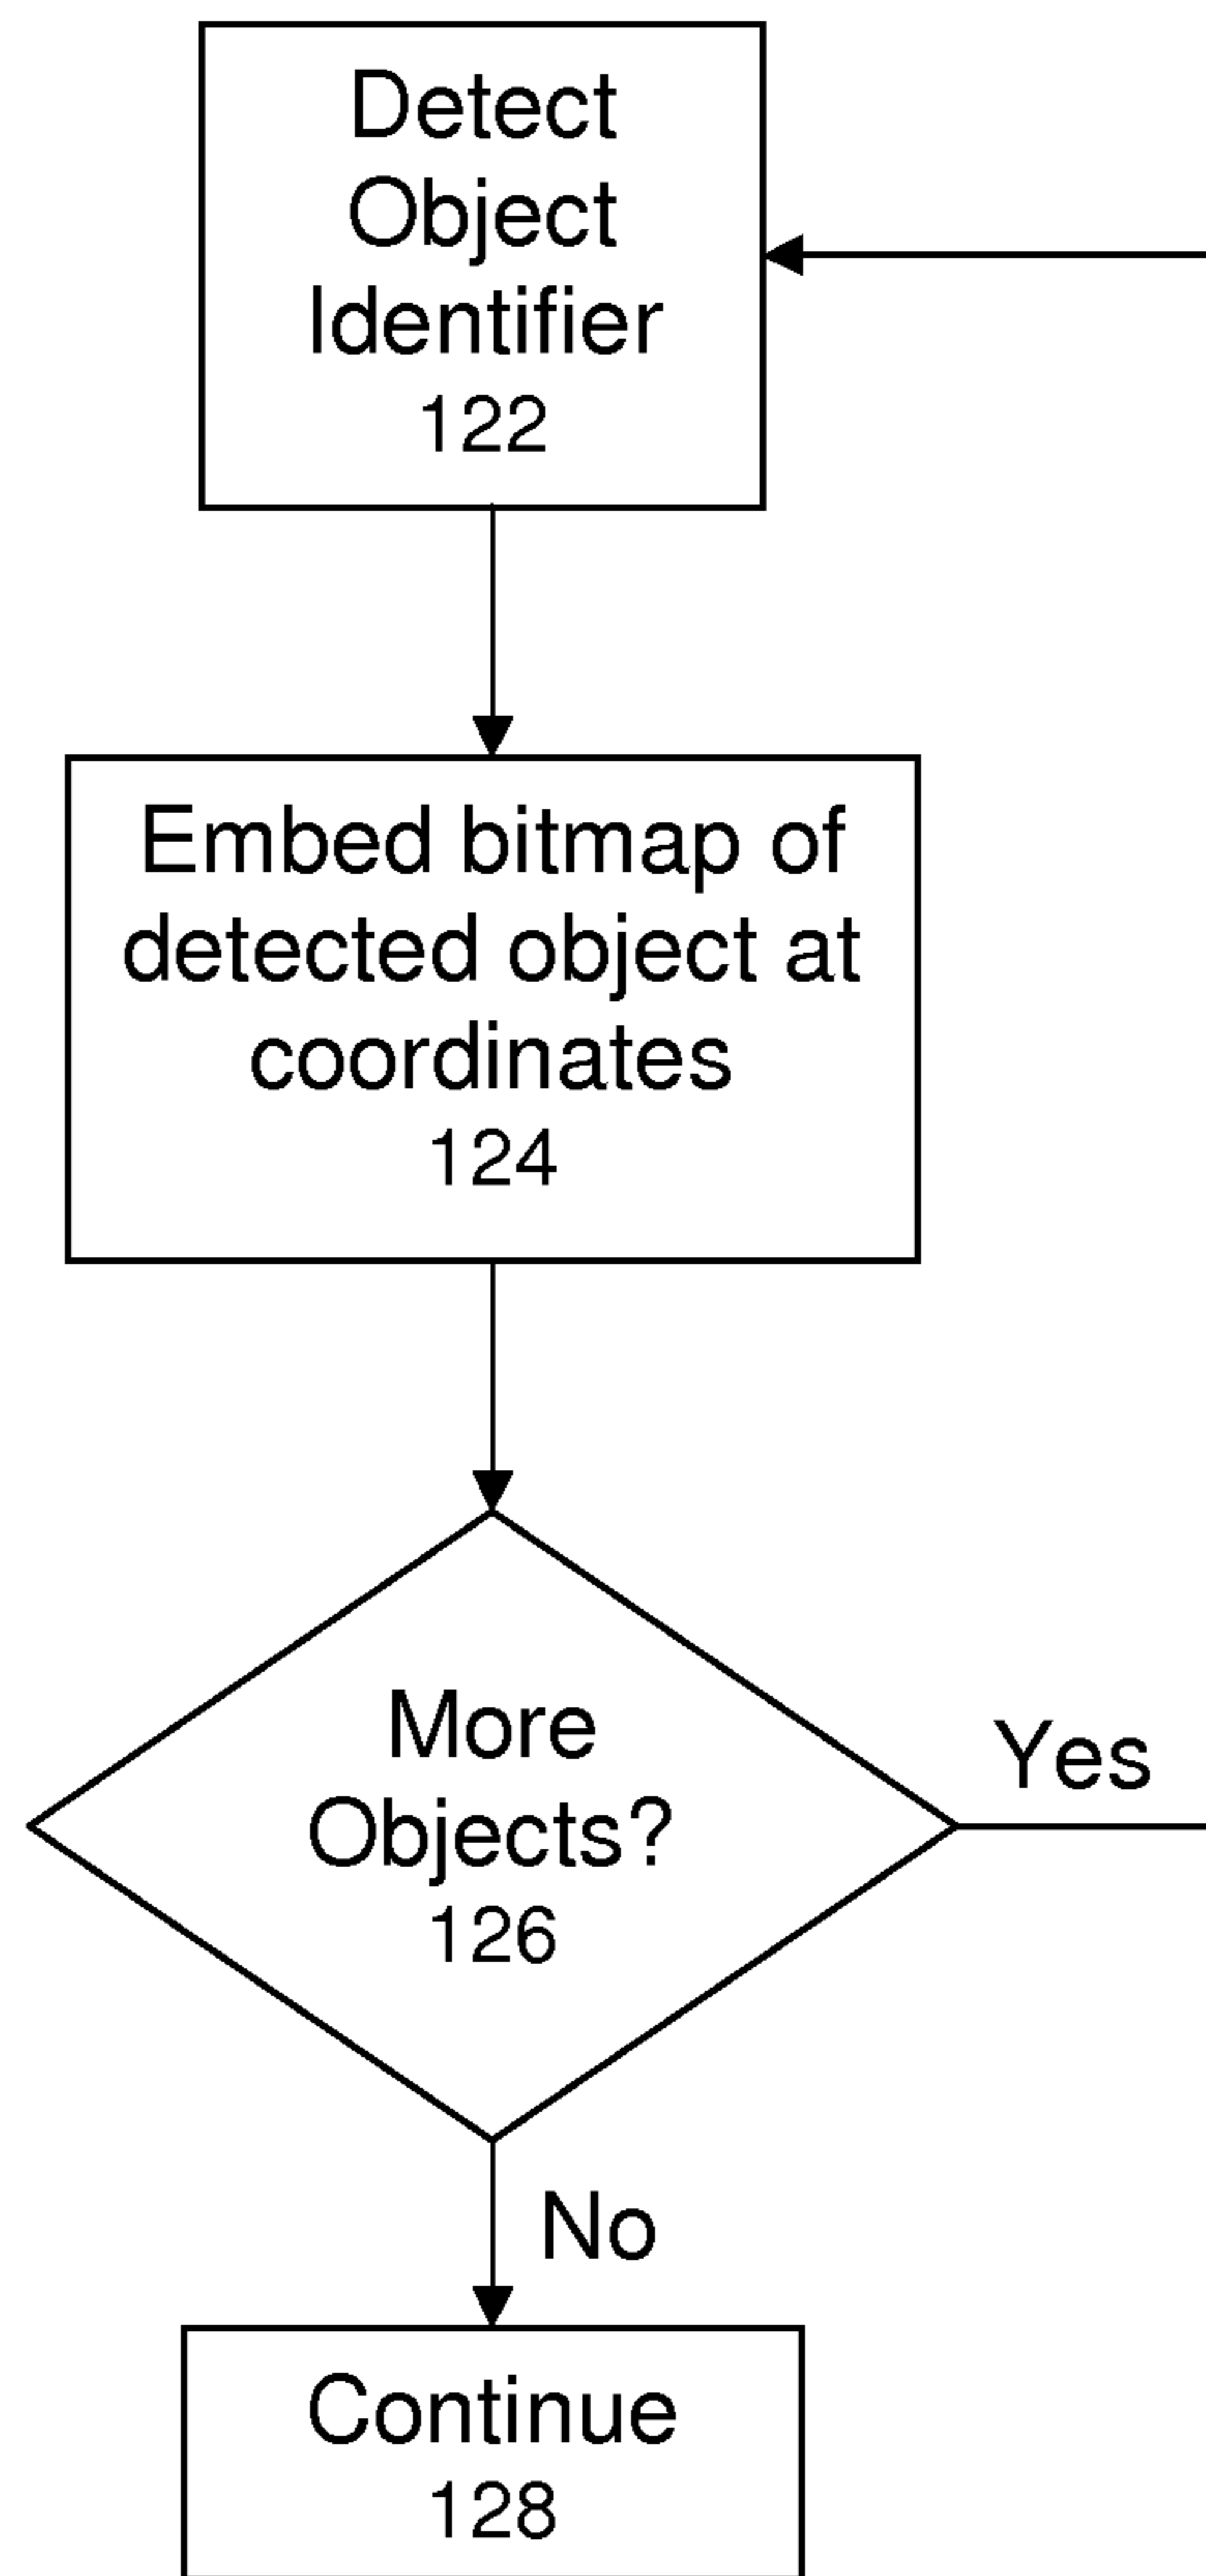 Detect
Object
Identifier
122
Embed bitmap of
detected object at
coordinates
124
More
Objects?
126
Yes
No
Continue
128